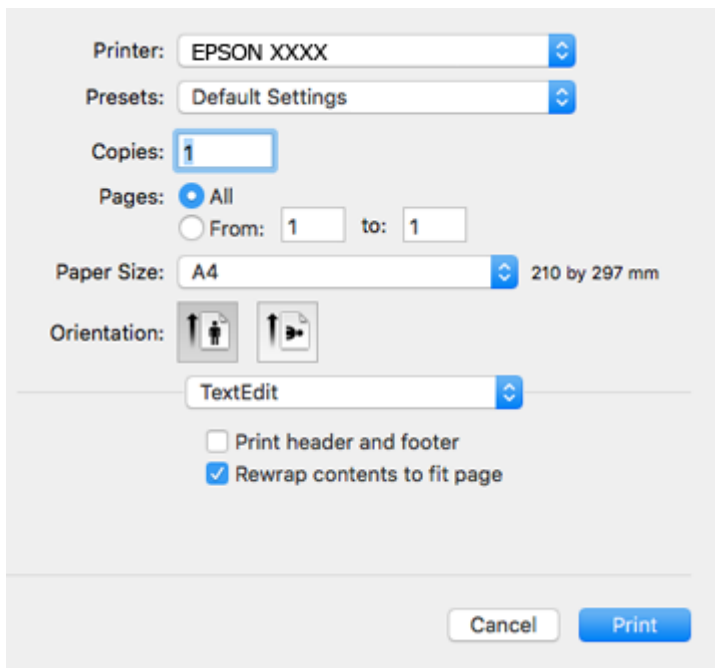 Printer: EPSON XXXX
Presets: Default Settings
Copies: 1
Pages: All
From: 1 to: 1
Paper Size: A4 210 by 297 mm
Orientation:
TextEdit
Print header and footer
Rewrap contents to fit page
Cancel Print